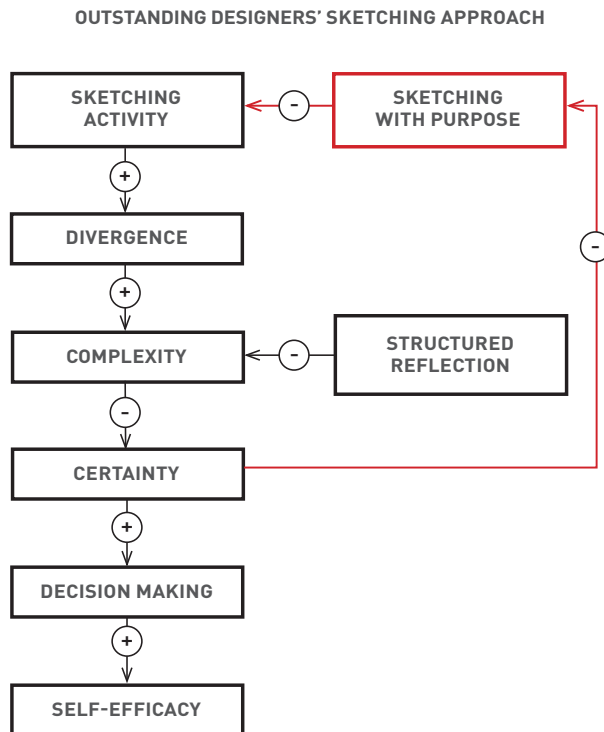 OUTSTANDING DESIGNERS’ SKETCHING APPROACH
SKETCHING
ACTIVITY
-
SKETCHING
WITH PURPOSE
+
DIVERGENCE
-
+
COMPLEXITY
-
STRUCTURED
REFLECTION
-
CERTAINTY
+
DECISION MAKING
+
SELF-EFFICACY